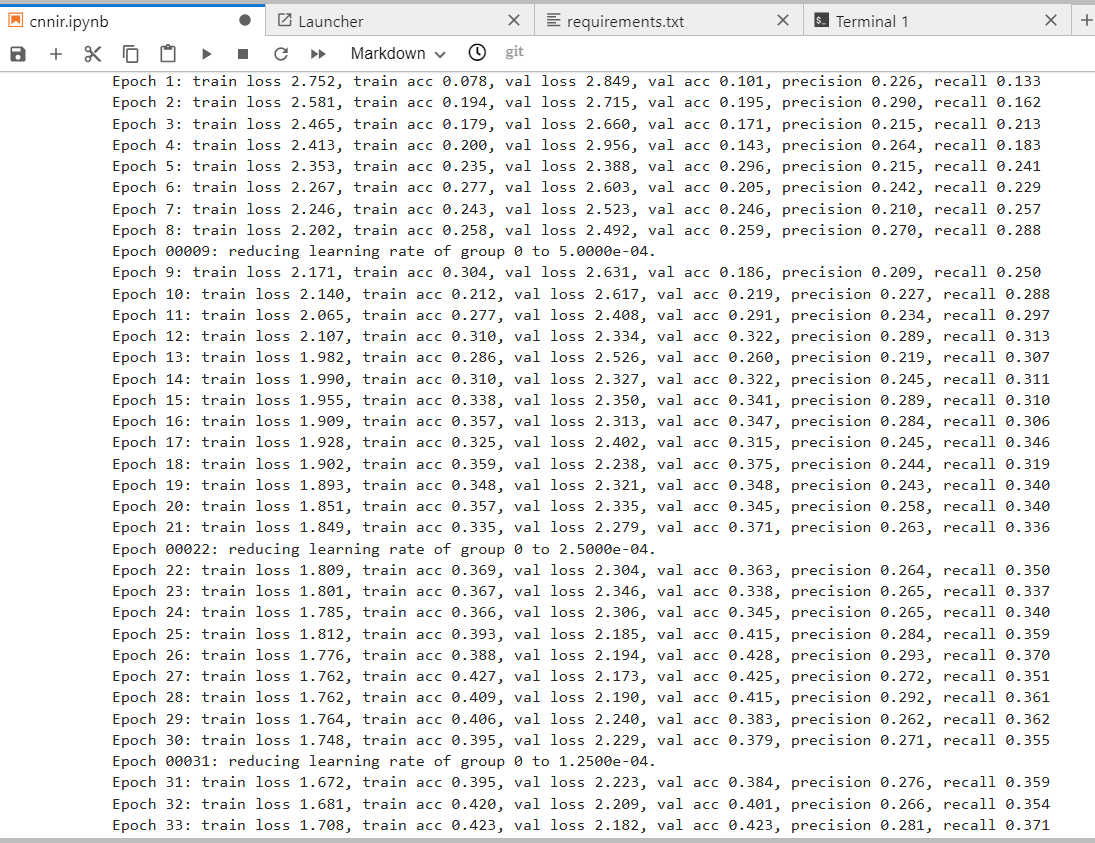 cnnir.ipynb Launcher requirements.txt Terminal 1
Markdown git
Epoch 1: train loss 2.752, train acc 0.078, val loss 2.849, val acc 0.101, precision 0.226, recall 0.133
Epoch 2: train loss 2.581, train acc 0.194, val loss 2.715, val acc 0.195, precision 0.290, recall 0.162
Epoch 3: train loss 2.465, train acc 0.179, val loss 2.660, val acc 0.171, precision 0.215, recall 0.213
Epoch 4: train loss 2.413, train acc 0.200, val loss 2.956, val acc 0.143, precision 0.264, recall 0.183
Epoch 5: train loss 2.353, train acc 0.235, val loss 2.388, val acc 0.296, precision 0.215, recall 0.241
Epoch 6: train loss 2.267, train acc 0.277, val loss 2.603, val acc 0.205, precision 0.242, recall 0.229
Epoch 7: train loss 2.246, train acc 0.243, val loss 2.523, val acc 0.246, precision 0.210, recall 0.257
Epoch 8: train loss 2.202, train acc 0.258, val loss 2.492, val acc 0.259, precision 0.270, recall 0.288
Epoch 00009: reducing learning rate of group 0 to 5.0000e-04.
Epoch 9: train loss 2.171, train acc 0.304, val loss 2.631, val acc 0.186, precision 0.209, recall 0.250
Epoch 10: train loss 2.140, train acc 0.212, val loss 2.617, val acc 0.219, precision 0.227, recall 0.288
Epoch 11: train loss 2.065, train acc 0.277, val loss 2.408, val acc 0.291, precision 0.234, recall 0.297
Epoch 12: train loss 2.107, train acc 0.310, val loss 2.334, val acc 0.322, precision 0.289, recall 0.313
Epoch 13: train loss 1.982, train acc 0.286, val loss 2.526, val acc 0.260, precision 0.219, recall 0.307
Epoch 14: train loss 1.990, train acc 0.310, val loss 2.327, val acc 0.322, precision 0.245, recall 0.311
Epoch 15: train loss 1.955, train acc 0.338, val loss 2.350, val acc 0.341, precision 0.289, recall 0.310
Epoch 16: train loss 1.909, train acc 0.357, val loss 2.313, val acc 0.347, precision 0.284, recall 0.306
Epoch 17: train loss 1.928, train acc 0.325, val loss 2.402, val acc 0.315, precision 0.245, recall 0.346
Epoch 18: train loss 1.902, train acc 0.359, val loss 2.238, val acc 0.375, precision 0.244, recall 0.319
Epoch 19: train loss 1.893, train acc 0.348, val loss 2.321, val acc 0.348, precision 0.243, recall 0.340
Epoch 20: train loss 1.851, train acc 0.357, val loss 2.335, val acc 0.345, precision 0.258, recall 0.340
Epoch 21: train loss 1.849, train acc 0.335, val loss 2.279, val acc 0.371, precision 0.263, recall 0.336
Epoch 00022: reducing learning rate of group 0 to 2.5000e-04.
Epoch 22: train loss 1.809, train acc 0.369, val loss 2.304, val acc 0.363, precision 0.264, recall 0.350
Epoch 23: train loss 1.801, train acc 0.367, val loss 2.346, val acc 0.338, precision 0.265, recall 0.337
Epoch 24: train loss 1.785, train acc 0.366, val loss 2.306, val acc 0.345, precision 0.265, recall 0.340
Epoch 25: train loss 1.812, train acc 0.393, val loss 2.185, val acc 0.415, precision 0.284, recall 0.359
Epoch 26: train loss 1.776, train acc 0.388, val loss 2.194, val acc 0.428, precision 0.293, recall 0.370
Epoch 27: train loss 1.762, train acc 0.427, val loss 2.173, val acc 0.425, precision 0.272, recall 0.351
Epoch 28: train loss 1.762, train acc 0.409, val loss 2.190, val acc 0.415, precision 0.292, recall 0.361
Epoch 29: train loss 1.764, train acc 0.406, val loss 2.240, val acc 0.383, precision 0.262, recall 0.362
Epoch 30: train loss 1.748, train acc 0.395, val loss 2.229, val acc 0.379, precision 0.271, recall 0.355
Epoch 00031: reducing learning rate of group 0 to 1.2500e-04.
Epoch 31: train loss 1.672, train acc 0.395, val loss 2.223, val acc 0.384, precision 0.276, recall 0.359
Epoch 32: train loss 1.681, train acc 0.420, val loss 2.209, val acc 0.401, precision 0.266, recall 0.354
Epoch 33: train loss 1.708, train acc 0.423, val loss 2.182, val acc 0.423, precision 0.281, recall 0.371